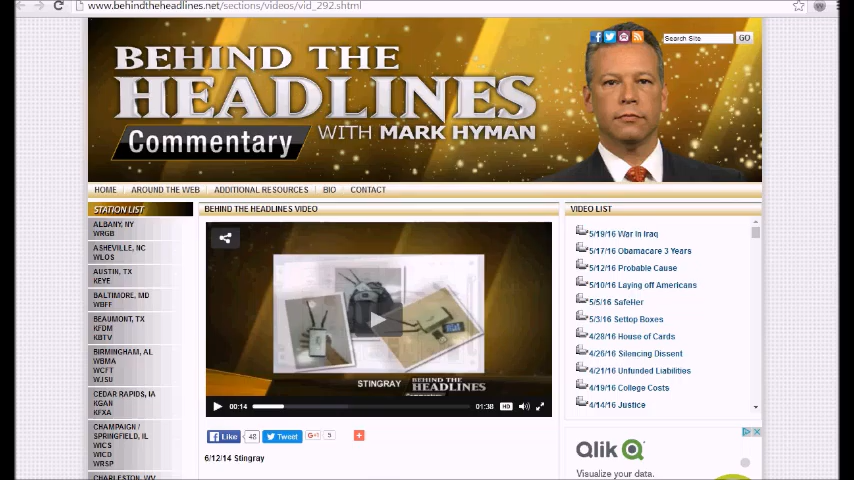 www.behindtheheadlines.net/sections/videos/vid_292.shtml
BEHIND THE
HEADLINES
Commentary WITH MARK HYMAN
Search Site GO
HOME AROUND THE WEB ADDITIONAL RESOURCES BIO CONTACT
STATION LIST
ALBANY, NY
WRGB
ASHEVILLE, NC
WLOS
AUSTIN, TX
KEYE
BALTIMORE, MD
WBFF
BEAUMONT, TX
KFDM
KBTV
BIRMINGHAM, AL
WBMA
WCFT
WJSU
CEDAR RAPIDS, IA
KGAN
KFXA
CHAMPAIGN /
SPRINGFIELD, IL
WICS
WICD
WRSP
CHARLESTON, WV
BEHIND THE HEADLINES VIDEO
STINGRAY
BEHIND THE
HEADLINES
Commentary
00:14 01:38 HD
Like 48 Tweet G+1 5
6/12/14 Stingray
VIDEO LIST
5/19/16 War in Iraq
5/17/16 Obamacare 3 Years
5/12/16 Probable Cause
5/10/16 Laying off Americans
5/5/16 SafeHer
5/3/16 Settop Boxes
4/28/16 House of Cards
4/26/16 Silencing Dissent
4/21/16 Unfunded Liabilities
4/19/16 College Costs
4/14/16 Justice
Qlik Q
Visualize your data.